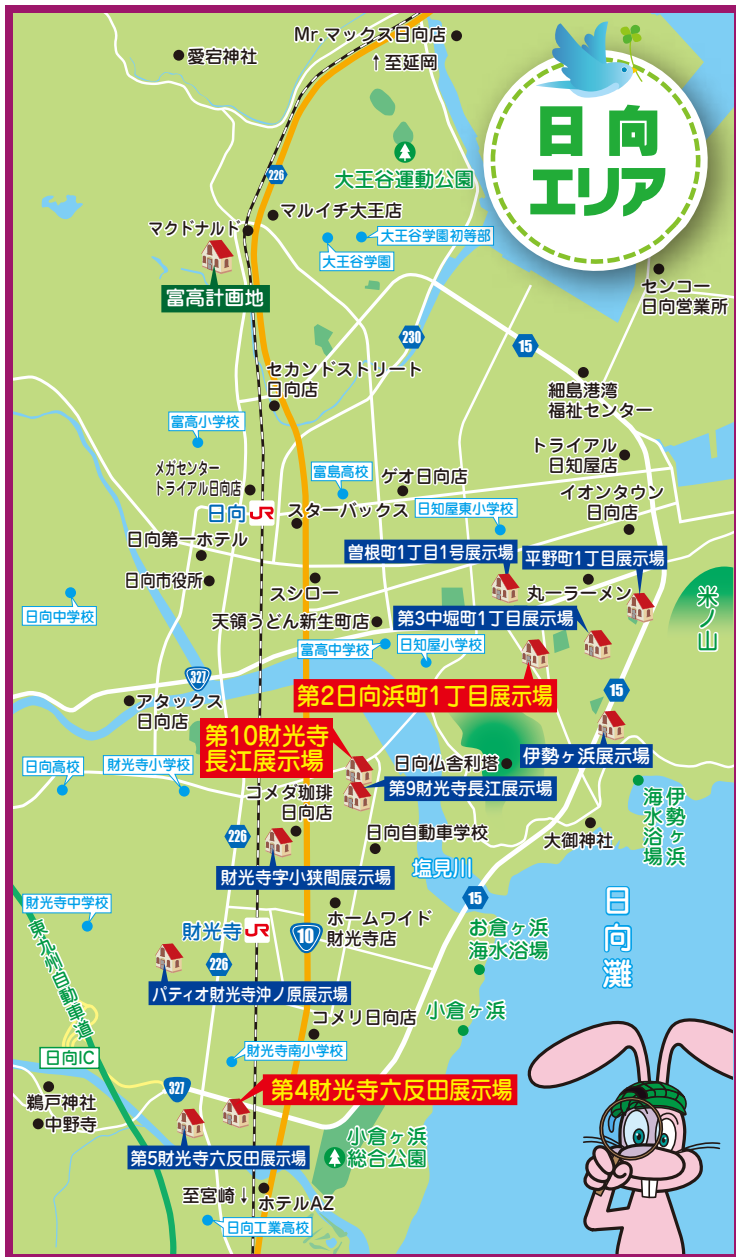 Mr.マックス日向店
愛宕神社
↑至延岡
日向
エリア
226
大王谷運動公園
マルイチ大王店
マクドナルド
大王谷学園初等部
大王谷学園
センコー
日向営業所
富高計画地
230
15
セカンドストリート
日向店
細島港湾
福祉センター
富高小学校
トライアル
日知屋店
メガセンター
トライアル日向店
富島高校
ゲオ日向店
イオンタウン
日向店
日向
JR
スターバックス
日知屋東小学校
日向第一ホテル
曽根町1丁目1号展示場
平野町1丁目展示場
日向市役所
スシロー
丸一ラーメン
米ノ山
日向中学校
天領うどん新生町店
第3中堀町1丁目展示場
富高中学校
日知屋小学校
327
第2日向浜町1丁目展示場
15
アタックス
日向店
第10財光寺
長江展示場
日向仏舎利塔
伊勢ヶ浜展示場
日向高校
財光寺小学校
第9財光寺長江展示場
コメダ珈琲
日向店
伊勢ヶ浜
海水浴場
226
日向自動車学校
大御神社
財光寺字小狭間展示場
塩見川
15
財光寺中学校
ホームワイド
財光寺店
日向灘
財光寺
JR
10
お倉ヶ浜
海水浴場
東九州自動車道
226
パティオ財光寺沖ノ原展示場
コメリ日向店
小倉ヶ浜
日向IC
財光寺南小学校
327
第4財光寺六反田展示場
鵜戸神社
中野寺
第5財光寺六反田展示場
小倉ヶ浜
総合公園
至宮崎↓
ホテルAZ
日向工業高校